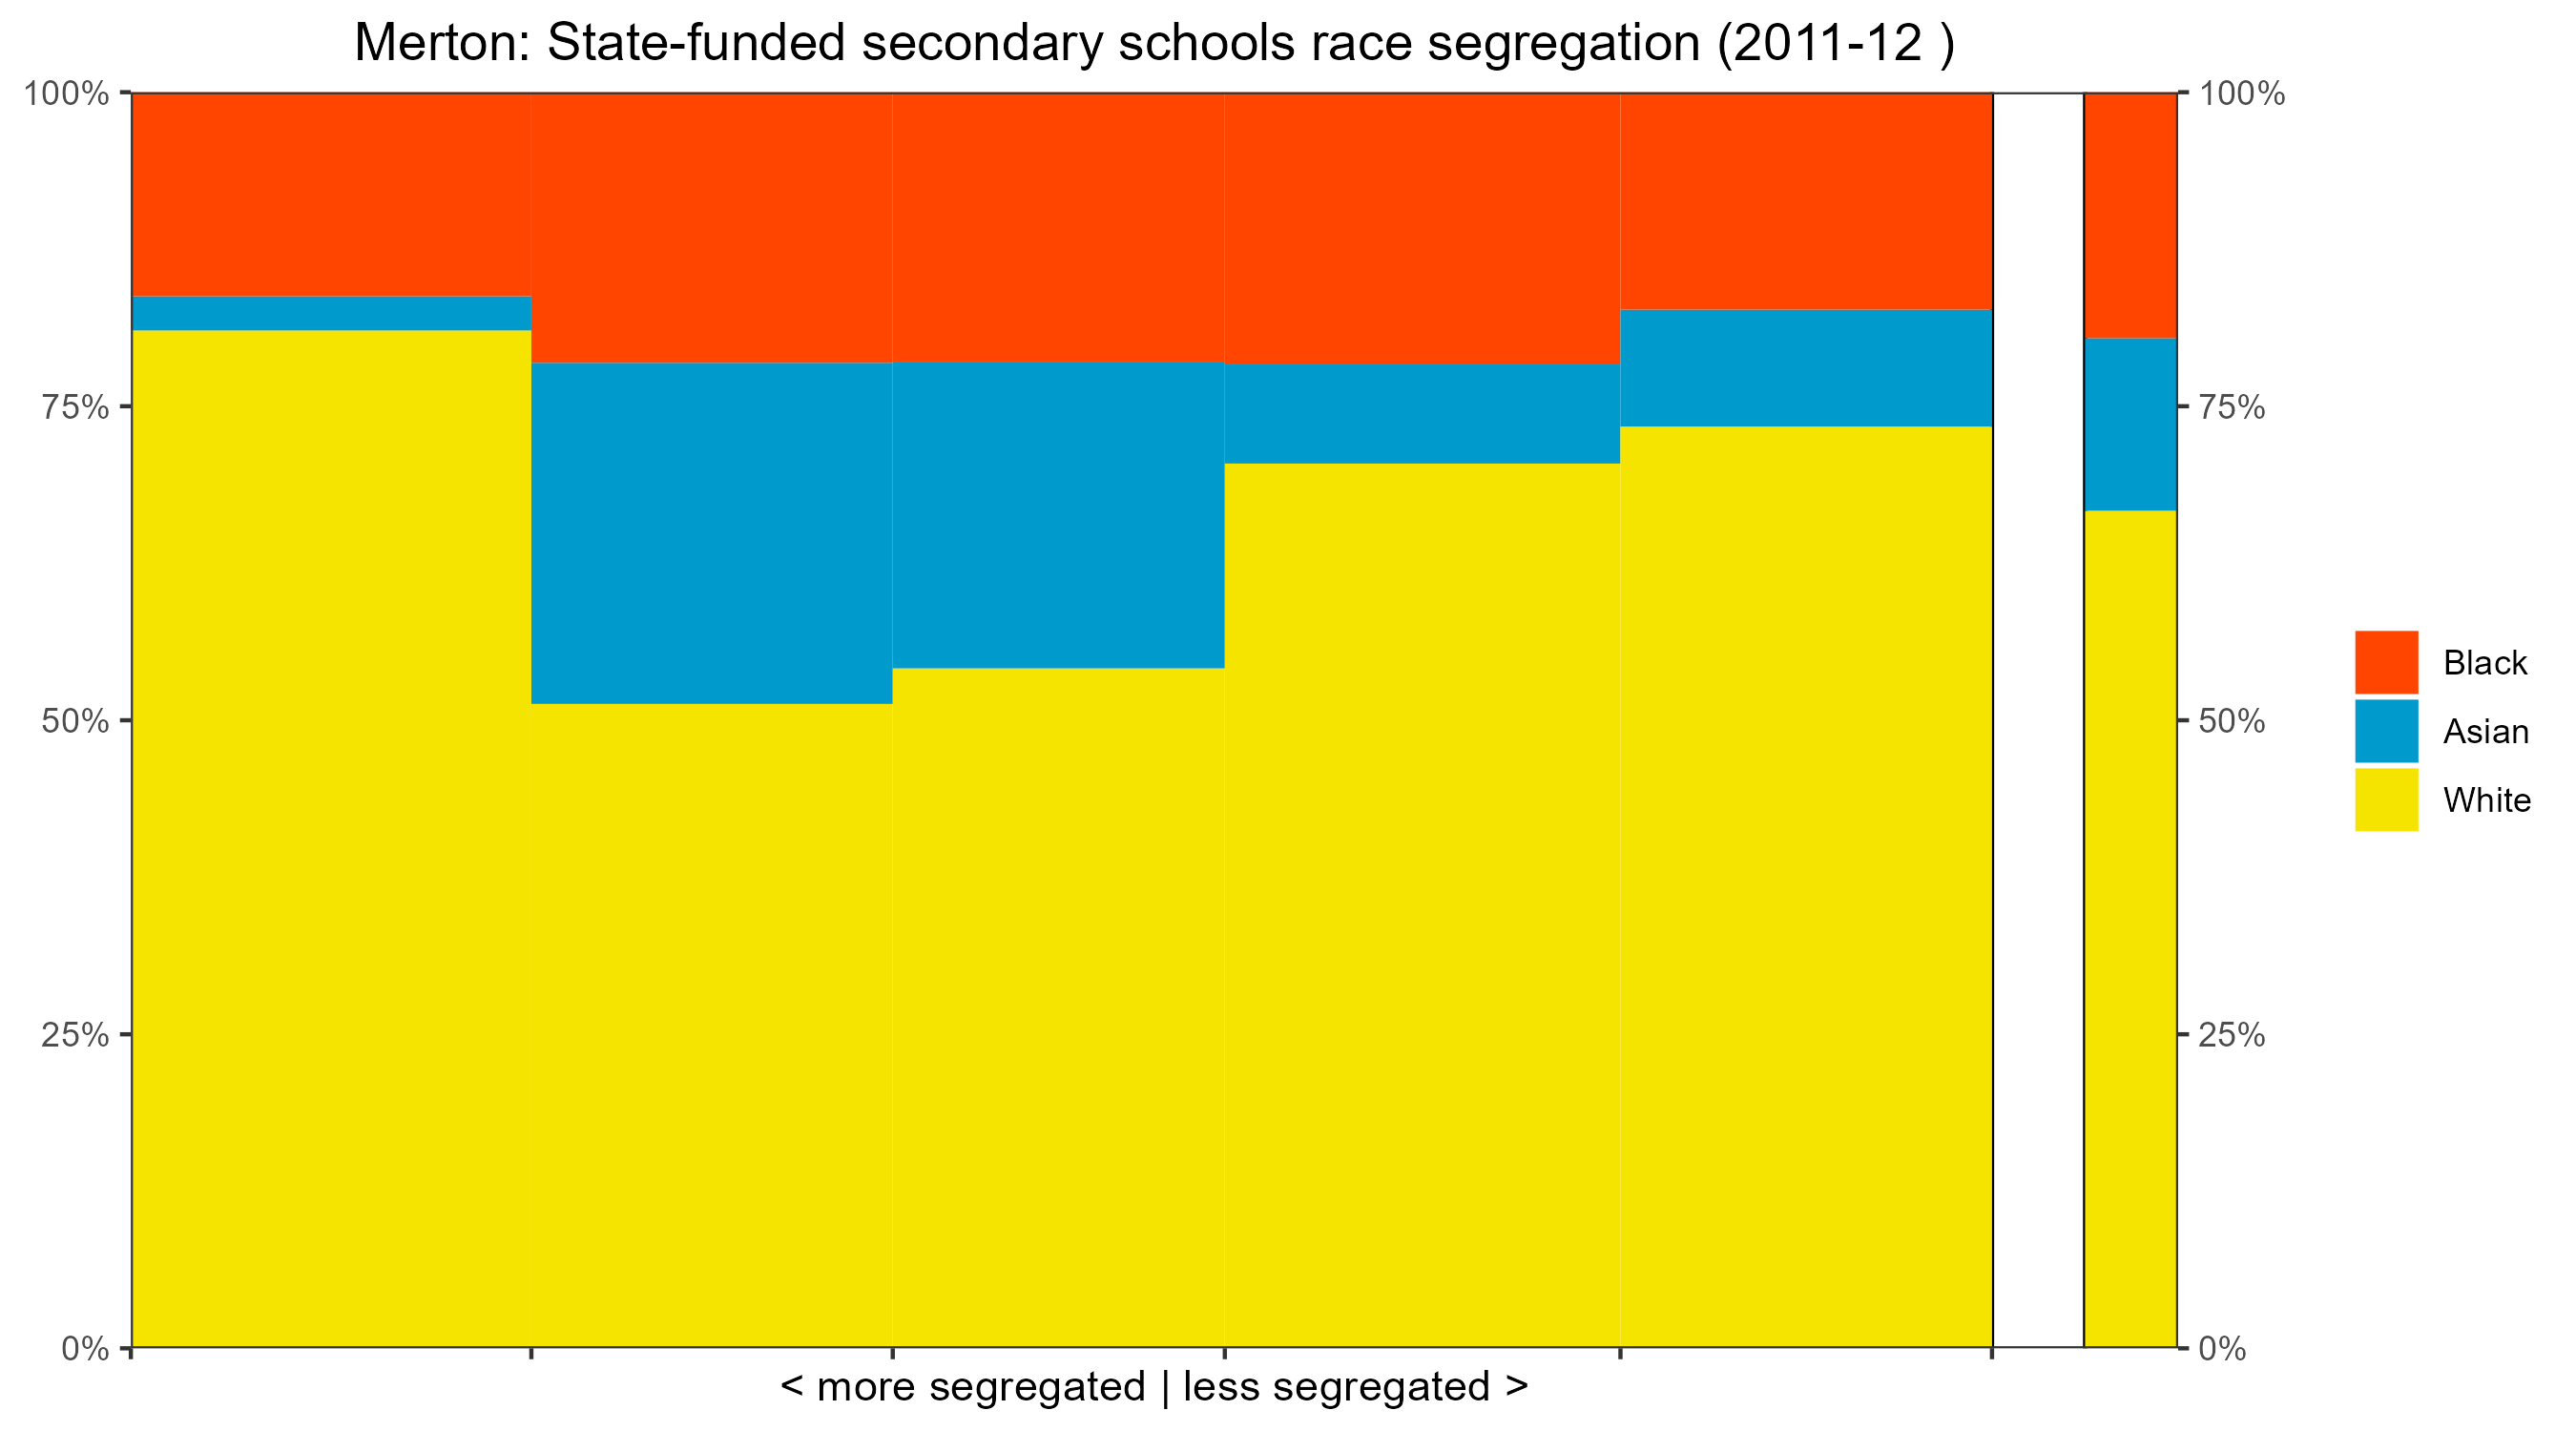 Merton: State-funded secondary schools race segregation (2011-12 )
100%
75%
50%
25%
0%
100%
75%
50%
25%
0%
Black
Asian
White
< more segregated | less segregated >